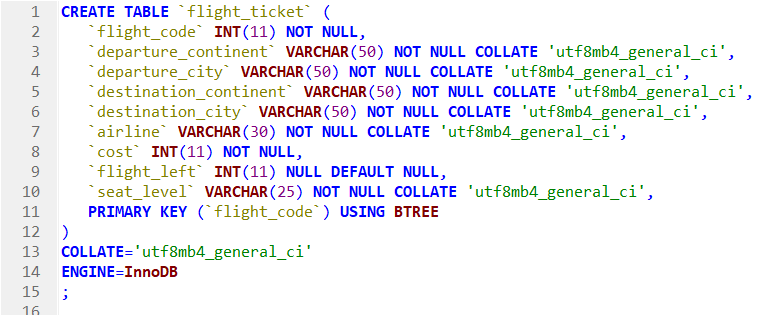 1 CREATE TABLE `flight_ticket` (
2 `flight_code` INT(11) NOT NULL,
3 `departure_continent` VARCHAR(50) NOT NULL COLLATE 'utf8mb4_general_ci',
4 `departure_city` VARCHAR(50) NOT NULL COLLATE 'utf8mb4_general_ci',
5 `destination_continent` VARCHAR(50) NOT NULL COLLATE 'utf8mb4_general_ci',
6 `destination_city` VARCHAR(50) NOT NULL COLLATE 'utf8mb4_general_ci',
7 `airline` VARCHAR(30) NOT NULL COLLATE 'utf8mb4_general_ci',
8 `cost` INT(11) NOT NULL,
9 `flight_left` INT(11) NULL DEFAULT NULL,
10 `seat_level` VARCHAR(25) NOT NULL COLLATE 'utf8mb4_general_ci',
11 PRIMARY KEY (`flight_code`) USING BTREE
12 )
13 COLLATE='utf8mb4_general_ci'
14 ENGINE=InnoDB
15 ;
16